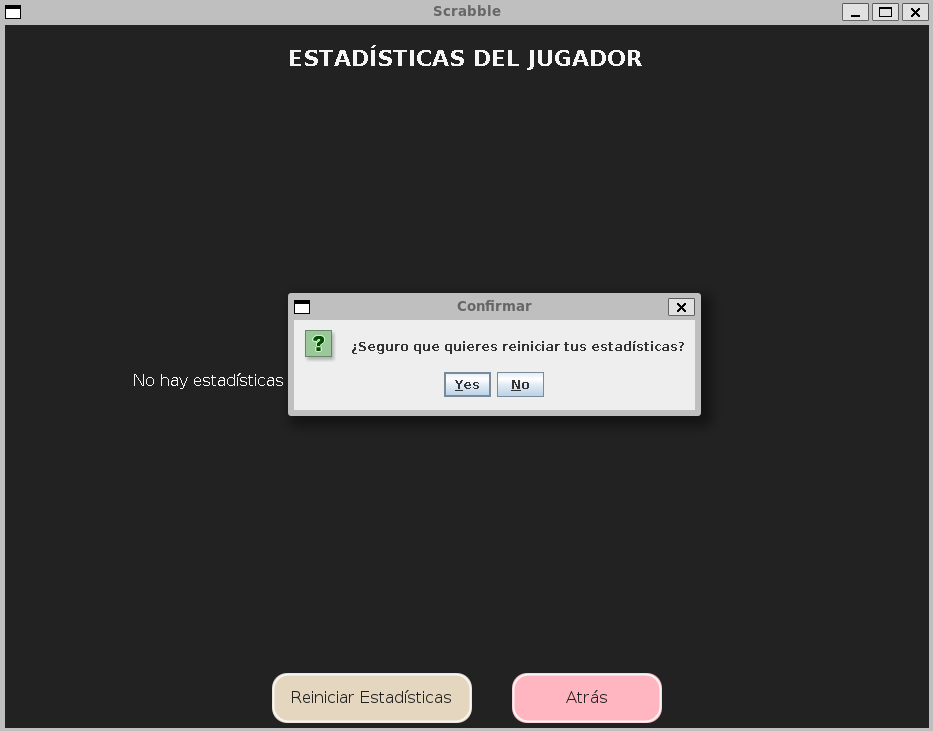 Scrabble
ESTADÍSTICAS DEL JUGADOR
Confirmar
¿Seguro que quieres reiniciar tus estadísticas?
No hay estadísticas
Yes
No
Reiniciar Estadísticas
Atrás